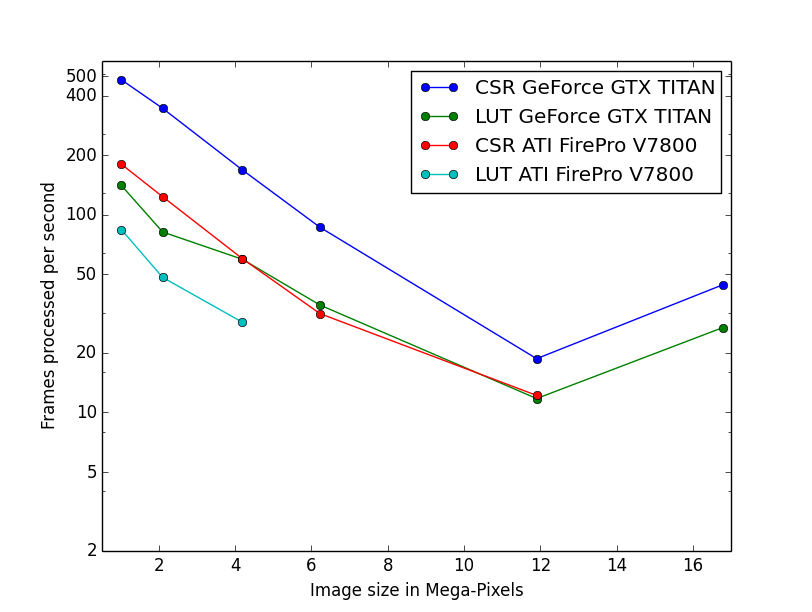 500
400
200
100
50
20
10
5
2
Frames processed per second
CSR GeForce GTX TITAN
LUT GeForce GTX TITAN
CSR ATI FirePro V7800
LUT ATI FirePro V7800
2 4 6 8 10 12 14 16
Image size in Mega-Pixels